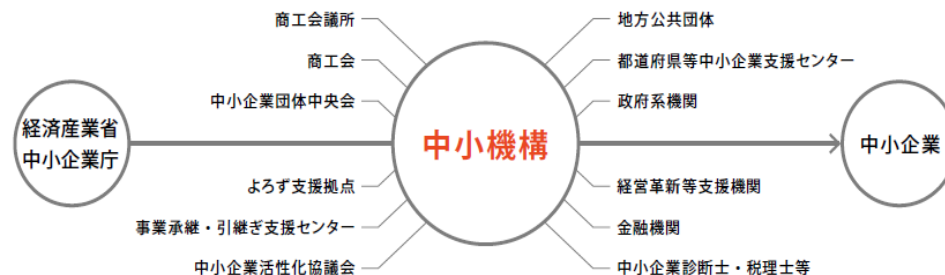 商工会議所
商工会
中小企業団体中央会
経済産業省
中小企業庁
よろず支援拠点
事業承継・引継ぎ支援センター
中小企業活性化協議会
中小機構
地方公共団体
都道府県等中小企業支援センター
政府系機関
経営革新等支援機関
金融機関
中小企業診断士・税理士等
中小企業